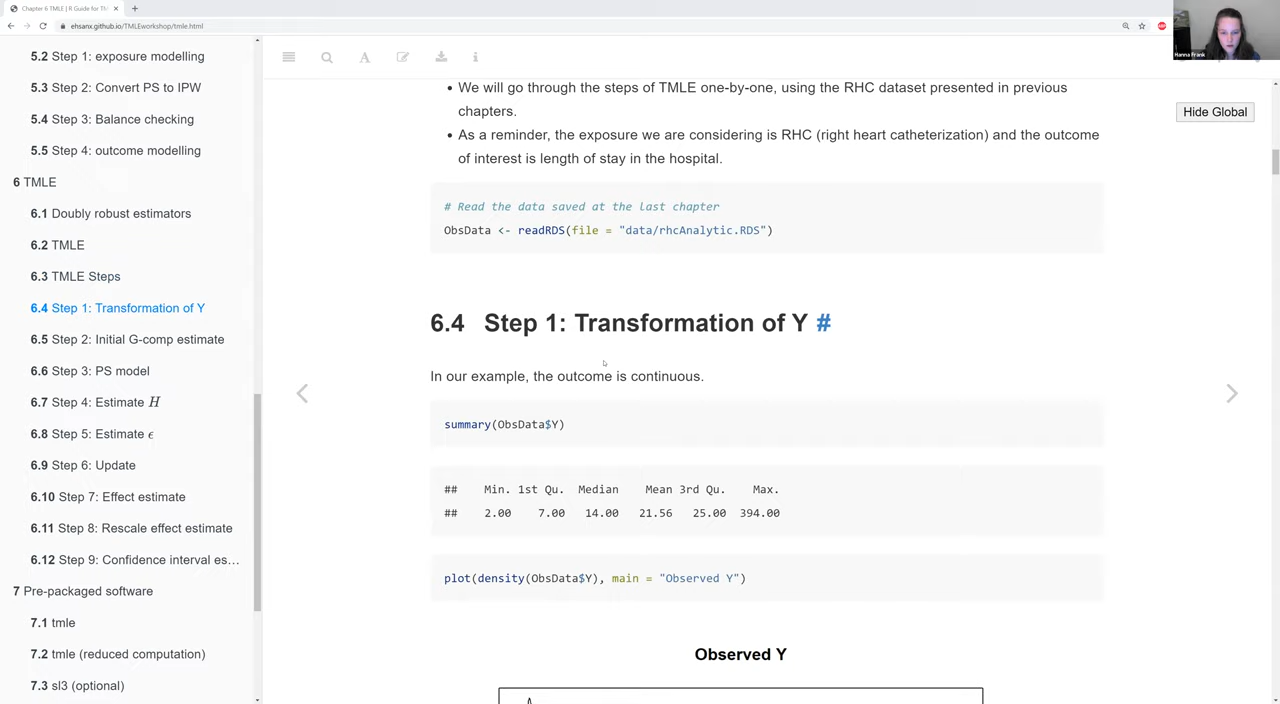 Chapter 6 TMLE | R Guide for TM
ehsanx.github.io/TMLEworkshop/tmle.html
Hanna Frank
5.2 Step 1: exposure modelling
5.3 Step 2: Convert PS to IPW
5.4 Step 3: Balance checking
5.5 Step 4: outcome modelling
6 TMLE
6.1 Doubly robust estimators
6.2 TMLE
6.3 TMLE Steps
6.4 Step 1: Transformation of Y
6.5 Step 2: Initial G-comp estimate
6.6 Step 3: PS model
6.7 Step 4: Estimate H
6.8 Step 5: Estimate ϵ
6.9 Step 6: Update
6.10 Step 7: Effect estimate
6.11 Step 8: Rescale effect estimate
6.12 Step 9: Confidence interval es...
7 Pre-packaged software
7.1 tmle
7.2 tmle (reduced computation)
7.3 sl3 (optional)
Hide Global
• We will go through the steps of TMLE one-by-one, using the RHC dataset presented in previous
chapters.
• As a reminder, the exposure we are considering is RHC (right heart catheterization) and the outcome
of interest is length of stay in the hospital.
# Read the data saved at the last chapter
ObsData <- readRDS(file = "data/rhcAnalytic.RDS")
6.4 Step 1: Transformation of Y #
In our example, the outcome is continuous.
summary(ObsData$Y)
## Min. 1st Qu. Median Mean 3rd Qu. Max.
## 2.00 7.00 14.00 21.56 25.00 394.00
plot(density(ObsData$Y), main = "Observed Y")
Observed Y